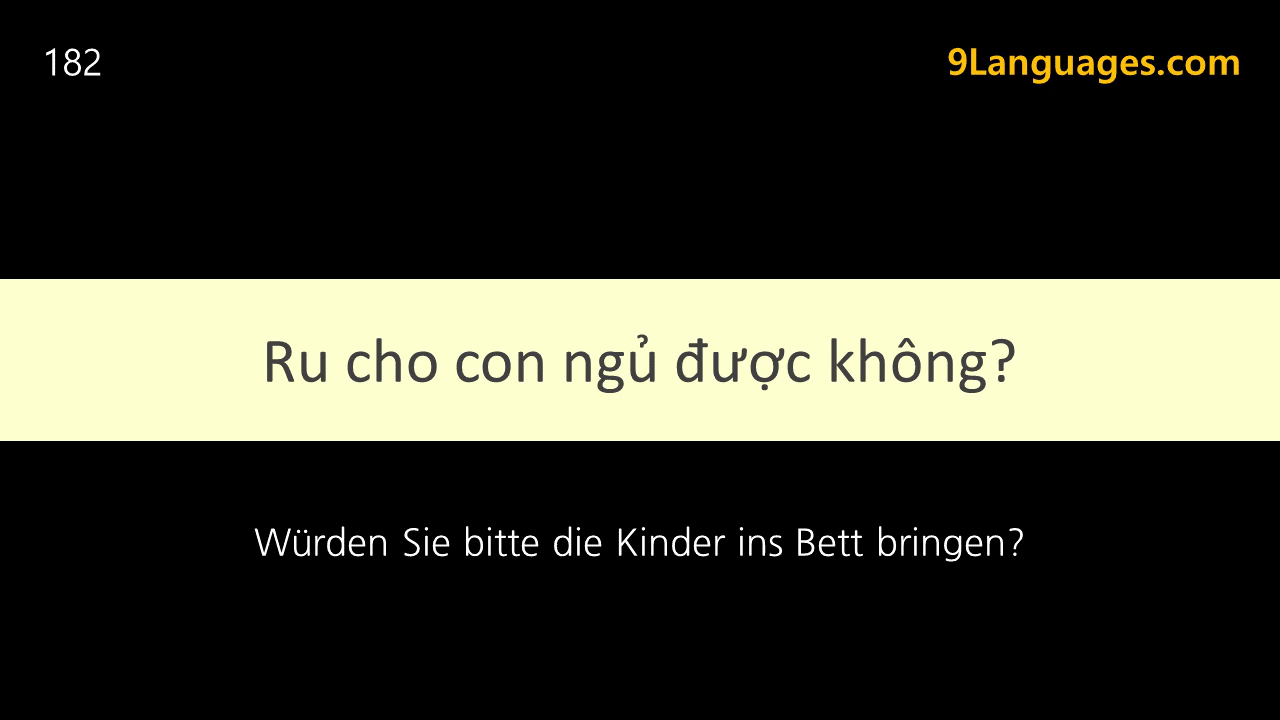 182
9Languages.com
Ru cho con ngủ được không?
Würden Sie bitte die Kinder ins Bett bringen?